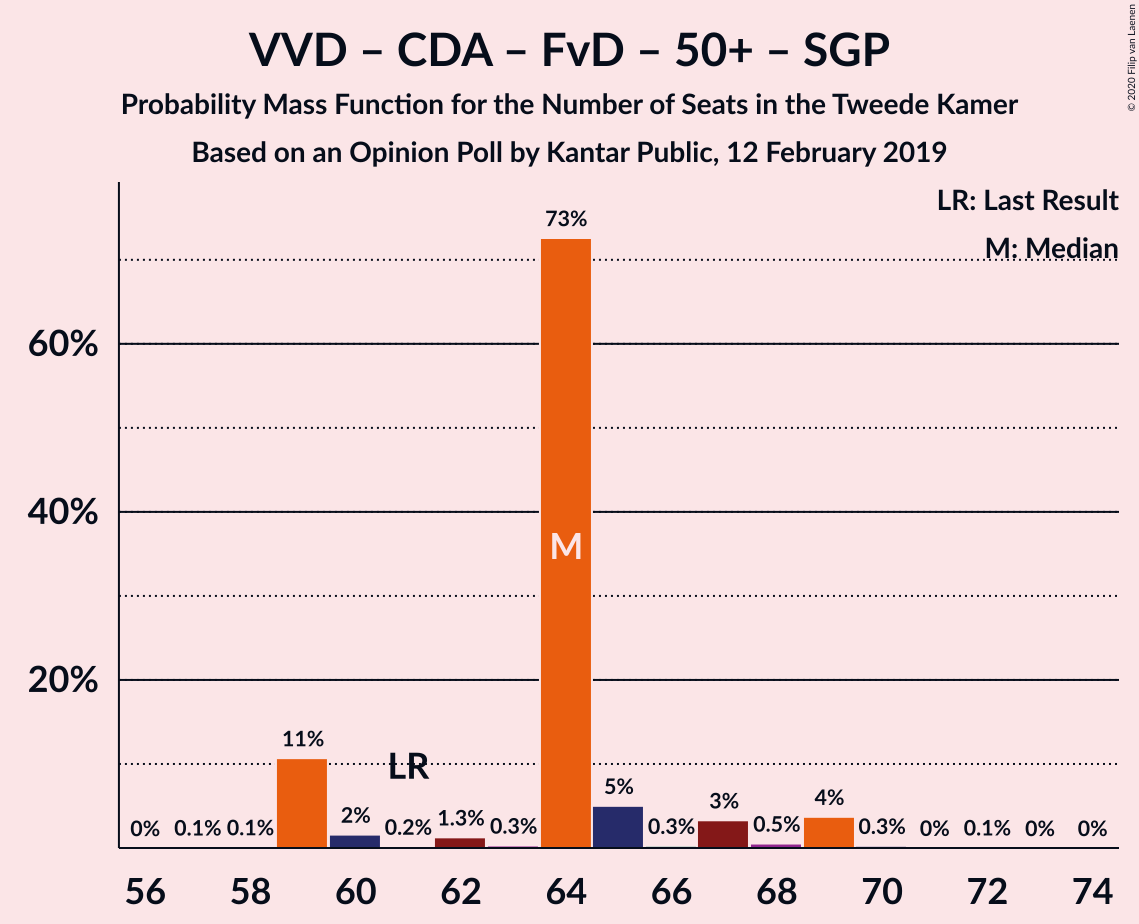 VVD – CDA – FvD – 50+ – SGP
Probability Mass Function for the Number of Seats in the Tweede Kamer
Based on an Opinion Poll by Kantar Public, 12 February 2019
© 2020 Filip van Laenen
LR: Last Result
M: Median
60%
40%
20%
0% 0.1% 0.1% 11% 2% 0.2% 1.3% 0.3% 73% 5% 0.3% 3% 0.5% 4% 0.3% 0% 0.1% 0% 0%
LR
M
56 58 60 62 64 66 68 70 72 74